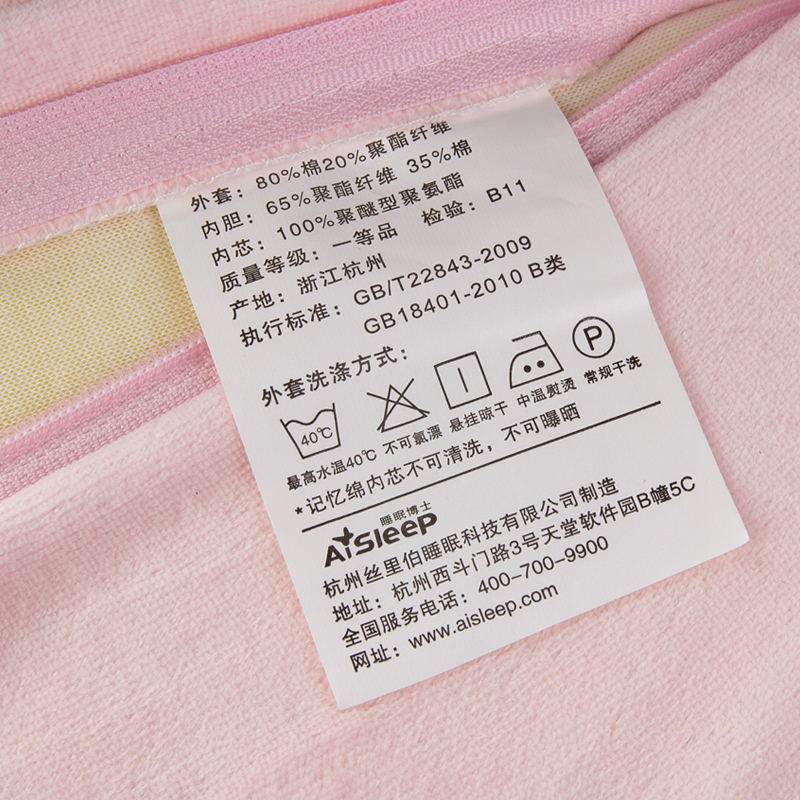 外套：80%棉20%聚酯纤维
内胆：65%聚酯纤维 35%棉
内芯：100%聚醚型聚氨酯
质量等级：一等品 检验：B11
产地：浙江杭州
执行标准：GB/T22843-2009
GB18401-2010 B类
外套洗涤方式：
40℃
P
最高水温40℃ 不可氯漂 悬挂晾干 中温熨烫 常规干洗
*记忆绵内芯不可清洗，不可曝晒
睡眠博士
AiSleep
杭州丝里伯睡眠科技有限公司制造
地址：杭州西斗门路3号天堂软件园B幢5C
全国服务电话：400-700-9900
网址：www.aisleep.com